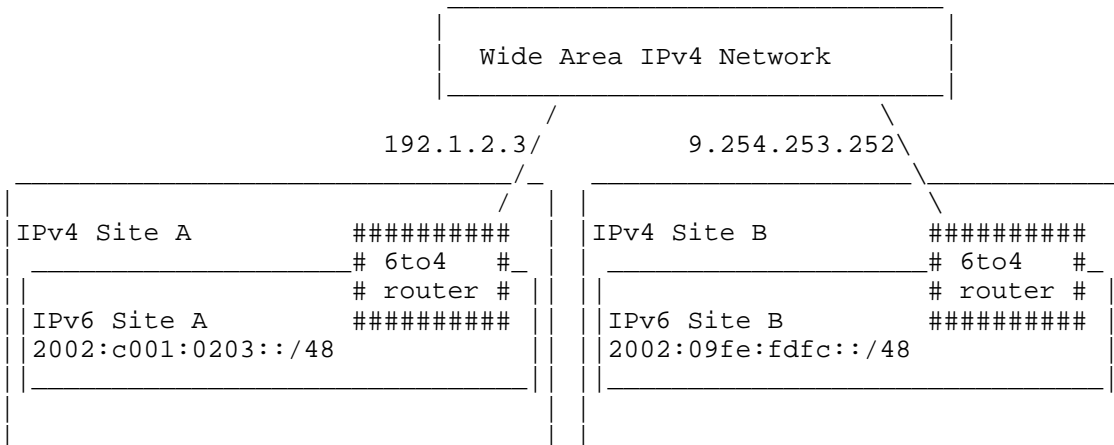 Wide Area IPv4 Network
192.1.2.3/ 9.254.253.252\
IPv4 Site A ########## IPv4 Site B ##########
# 6to4 # # 6to4 #
# router # # router #
IPv6 Site A ########## IPv6 Site B ##########
2002:c001:0203::/48 2002:09fe:fdfc::/48